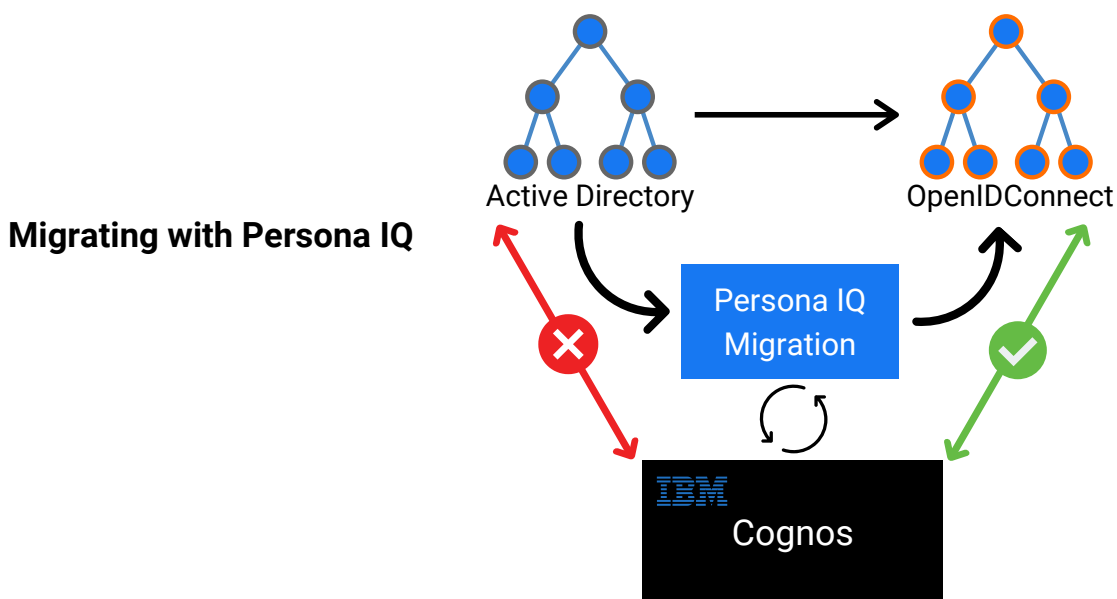 Active Directory
OpenIDConnect
Migrating with Persona IQ
Persona IQ
Migration
IBM
Cognos